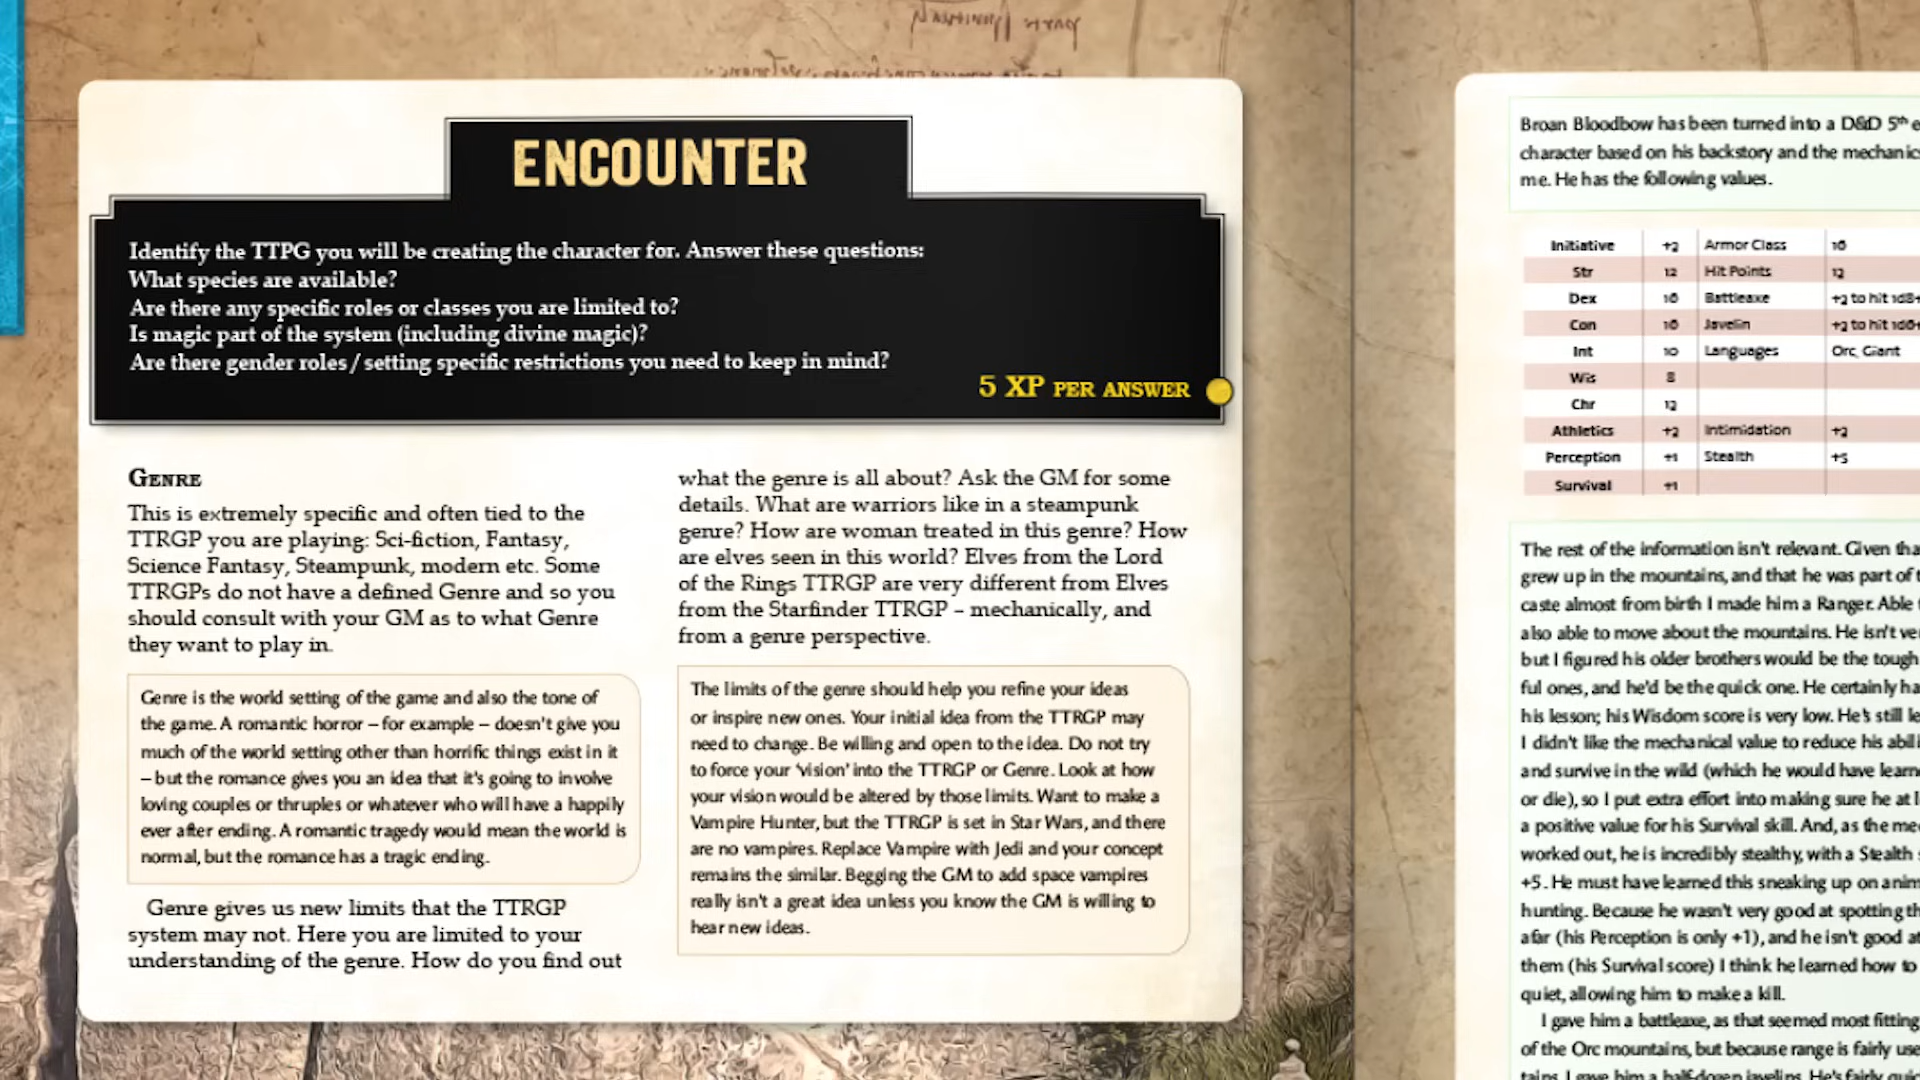 ENCOUNTER
Identify the TTPG you will be creating the character for. Answer these questions:
What species are available?
Are there any specific roles or classes you are limited to?
Is magic part of the system (including divine magic)?
Are there gender roles / setting specific restrictions you need to keep in mind?
5 XP PER ANSWER
GENRE
This is extremely specific and often tied to the
TTRGP you are playing: Sci-fiction, Fantasy,
Science Fantasy, Steampunk, modern etc. Some
TTRGPs do not have a defined Genre and so you
should consult with your GM as to what Genre
they want to play in.
Genre is the world setting of the game and also the tone of
the game. A romantic horror – for example – doesn't give you
much of the world setting other than horrific things exist in it
– but the romance gives you an idea that it's going to involve
loving couples or thruples or whatever who will have a happily
ever after ending. A romantic tragedy would mean the world is
normal, but the romance has a tragic ending.
Genre gives us new limits that the TTRGP
system may not. Here you are limited to your
understanding of the genre. How do you find out
what the genre is all about? Ask the GM for some
details. What are warriors like in a steampunk
genre? How are woman treated in this genre? How
are elves seen in this world? Elves from the Lord
of the Rings TTRGP are very different from Elves
from the Starfinder TTRGP – mechanically, and
from a genre perspective.
The limits of the genre should help you refine your ideas
or inspire new ones. Your initial idea from the TTRGP may
need to change. Be willing and open to the idea. Do not try
to force your 'vision' into the TTRGP or Genre. Look at how
your vision would be altered by those limits. Want to make a
Vampire Hunter, but the TTRGP is set in Star Wars, and there
are no vampires. Replace Vampire with Jedi and your concept
remains the similar. Begging the GM to add space vampires
really isn't a great idea unless you know the GM is willing to
hear new ideas.
Broan Bloodbow has been turned into a D&D 5th e
character based on his backstory and the mechanic
me. He has the following values.
Initiative +3 Armor Class 16
Str 12 Hit Points 13
Dex 16 Battleaxe +3 to hit 1d8+
Con 16 Javelin +3 to hit 1d6+
Int 10 Languages Orc, Giant
Wis 8
Chr 13
Athletics +3 Intimidation +3
Perception +1 Stealth +5
Survival +1
The rest of the information isn't relevant. Given tha
grew up in the mountains, and that he was part of t
caste almost from birth I made him a Ranger. Able
also able to move about the mountains. He isn't ve
but I figured his older brothers would be the tough
ful ones, and he'd be the quick one. He certainly ha
his lesson; his Wisdom score is very low. He's still le
I didn't like the mechanical value to reduce his abili
and survive in the wild (which he would have learn
or die), so I put extra effort into making sure he at l
a positive value for his Survival skill. And, as the me
worked out, he is incredibly stealthy, with a Stealth
+5. He must have learned this sneaking up on anim
hunting. Because he wasn't very good at spotting th
afar (his Perception is only +1), and he isn't good at
them (his Survival score) I think he learned how to
quiet, allowing him to make a kill.
I gave him a battleaxe, as that seemed most fitting
of the Orc mountains, but because range is fairly use
tains, I gave him a half-dozen javelins. He's fairly quic